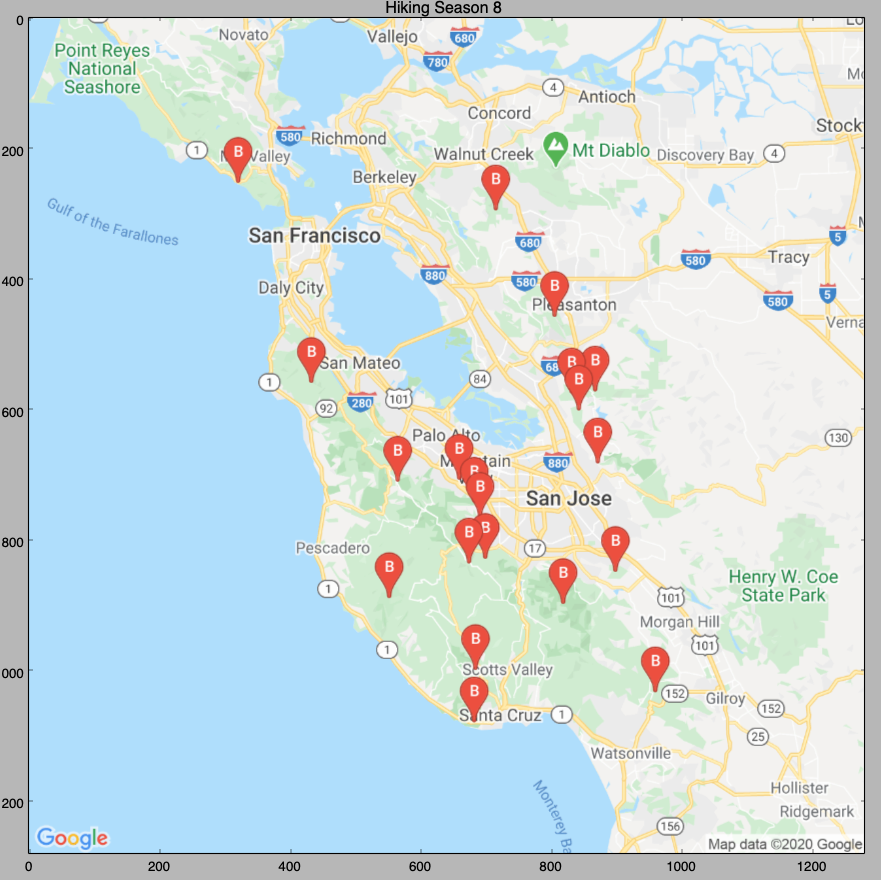 Hiking Season 8
0
200
400
600
800
000
200
0
200
400
600
800
1000
1200
Novato
Vallejo
680
780
Point Reyes
National
Seashore
4
Antioch
Concord
580
Richmond
1
Valley
B
Walnut Creek
Mt Diablo
Discovery Bay
4
Stock
Berkeley
B
Gulf of the Farallones
San Francisco
680
5
880
580
580
Tracy
Daly City
B
Pleasanton
580
5
Verna
B
San Mateo
B
B
68
1
84
B
280
101
92
B
130
Palo Alto
B
B
Mountain
880
B
B
San Jose
B
B
B
Pescadero
17
B
B
1
Henry W. Coe
State Park
101
Morgan Hill
B
101
1
Scotts Valley
B
152
Gilroy
B
Santa Cruz
1
152
25
Watsonville
Hollister
Ridgemark
Monterey Ba
156
Google
Map data ©2020 Google